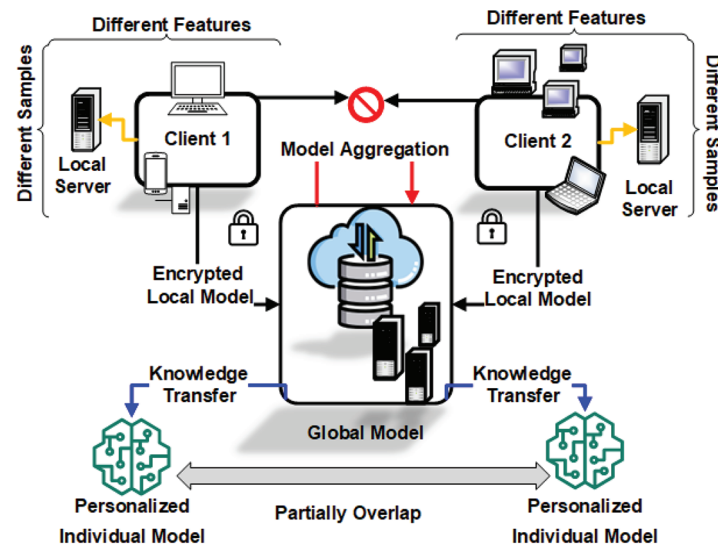 Different Features
Different Features
Different Samples
Different Samples
Client 1
Client 2
Local
Server
Local
Server
Model Aggregation
Encrypted
Local Model
Encrypted
Local Model
Knowledge
Transfer
Knowledge
Transfer
Global Model
Personalized
Individual Model
Partially Overlap
Personalized
Individual Model